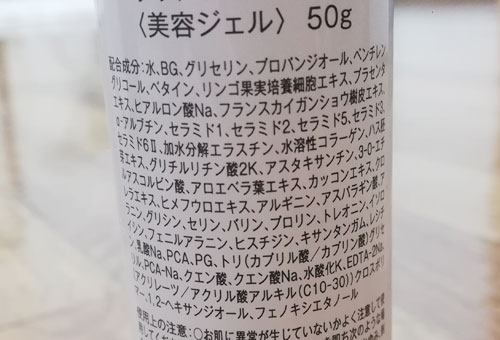 〈美容ジェル〉 50g
配合成分：水、BG、グリセリン、プロパンジオール、ペンチレン
グリコール、ベタイン、リンゴ果実培養細胞エキス、プラセンタ
エキス、ヒアルロン酸Na、フランスカイガンショウ樹皮エキス、
α-アルブチン、セラミド1、セラミド2、セラミド5、セラミド3、
セラミド6Ⅱ、加水分解エラスチン、水溶性コラーゲン、ハス胚
芽エキス、グリチルリチン酸2K、アスタキサンチン、3-O-エチ
ルアスコルビン酸、アロエベラ葉エキス、カッコンエキス、クロ
レラエキス、ヒメフウロエキス、アルギニン、アスパラギン酸、ア
ラニン、グリシン、セリン、バリン、プロリン、トレオニン、イソロ
イシン、フェニルアラニン、ヒスチジン、キサンタンガム、レシチ
ン、乳酸Na、PCA、PG、トリ(カプリル酸／カプリン酸)グリセ
リル、PCA-Na、クエン酸、クエン酸Na、水酸化K、EDTA-2Na、
(アクリレーツ／アクリル酸アルキル(C10-30))クロスポリ
マー、1,2-ヘキサンジオール、フェノキシエタノール
使用上の注意：○お肌に異常が生じていないかよく注意して使